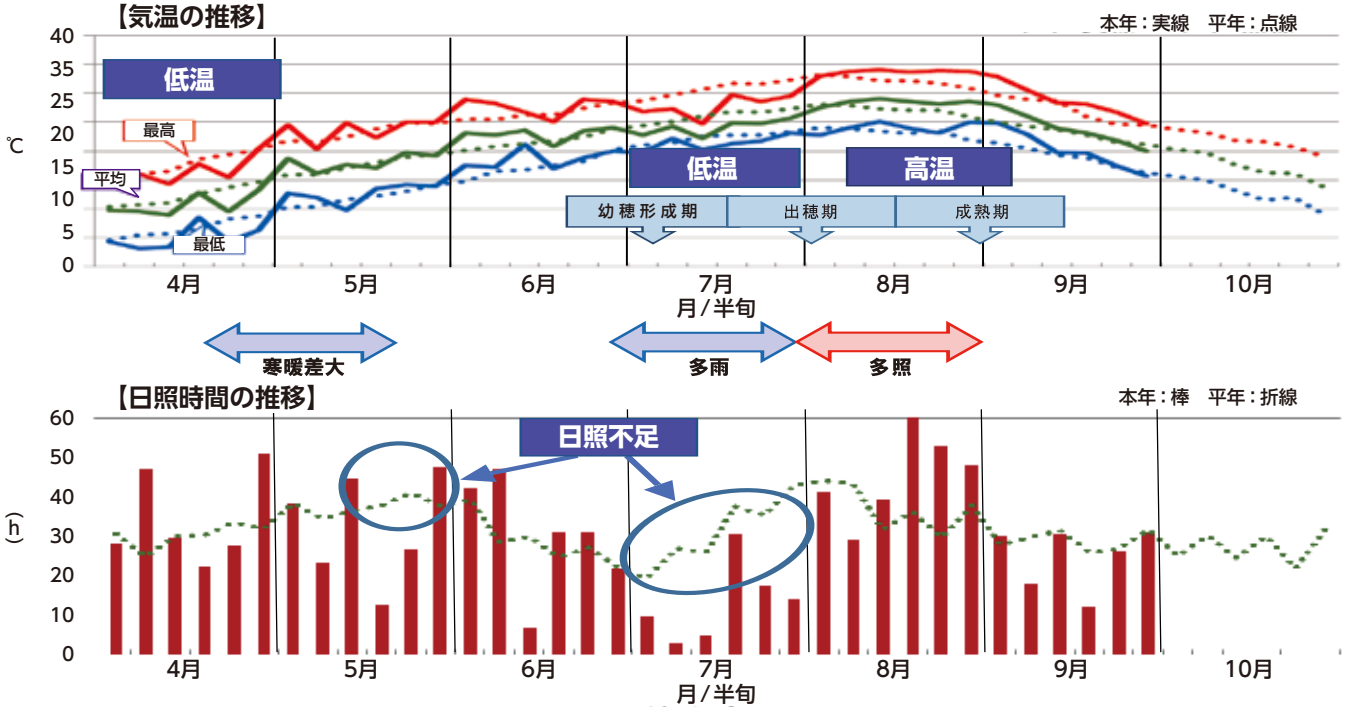 【気温の推移】
本年：実線　平年：点線
℃
40
35
25
20
15
10
5
0
低温
最高
平均
最低
低温
高温
幼穂形成期
出穂期
成熟期
4月 5月 6月 7月 8月 9月 10月
月/半旬
寒暖差大
多雨
多照
【日照時間の推移】
本年：棒　平年：折線
(h)
60
50
40
30
20
10
0
日照不足
4月 5月 6月 7月 8月 9月 10月
月/半旬